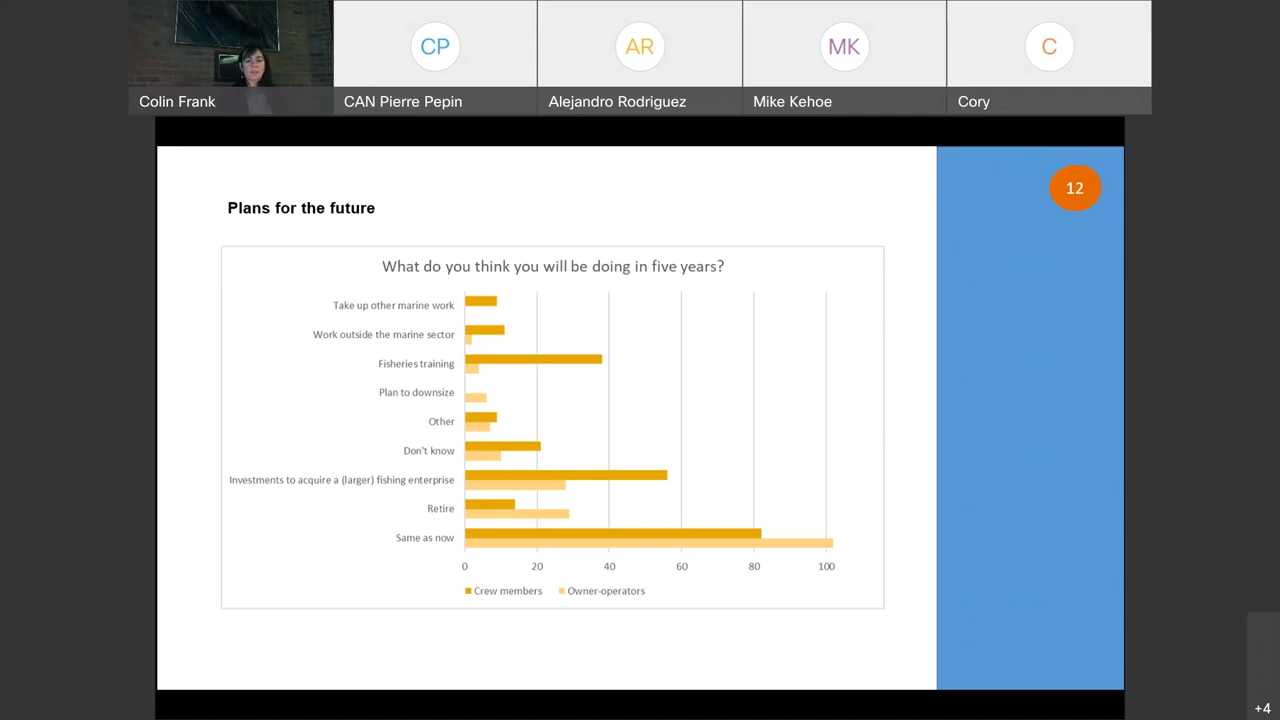 CP
AR
MK
C
Colin Frank
CAN Pierre Pepin
Alejandro Rodriguez
Mike Kehoe
Cory
12
Plans for the future
What do you think you will be doing in five years?
Take up other marine work
Work outside the marine sector
Fisheries training
Plan to downsize
Other
Don't know
Investments to acquire a (larger) fishing enterprise
Retire
Same as now
0 20 40 60 80 100
Crew members Owner-operators
+4